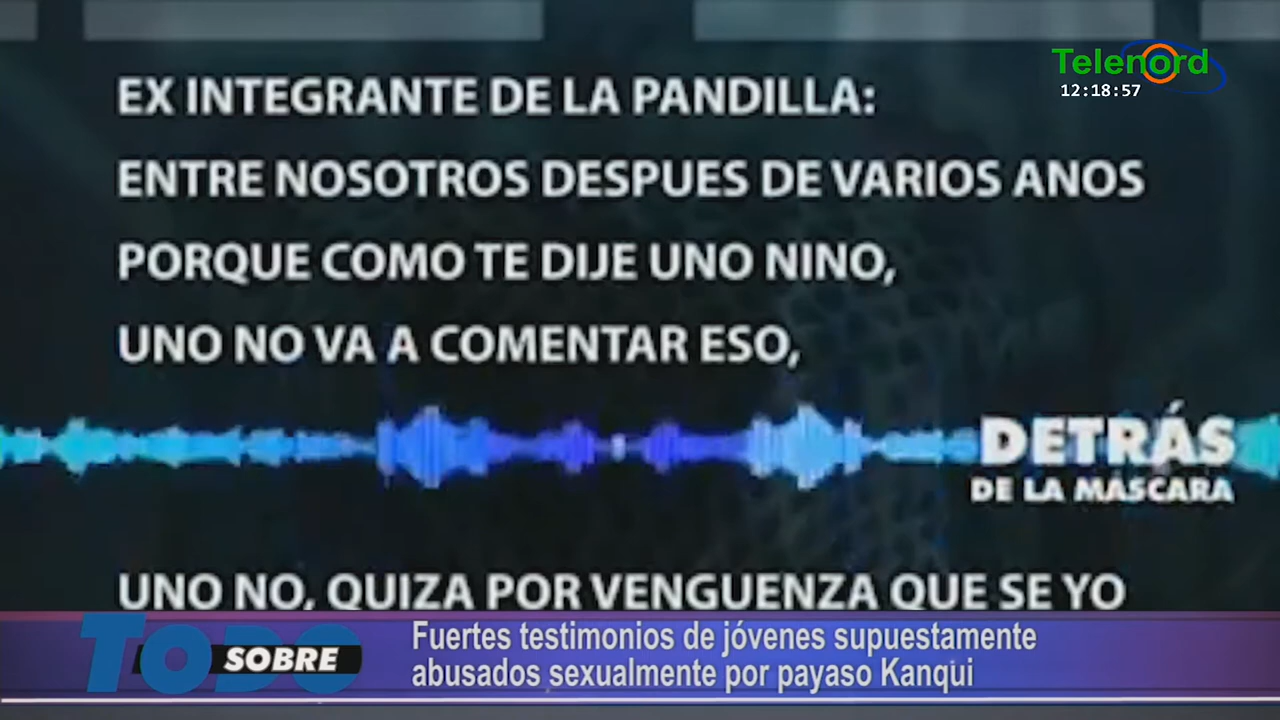 Telenord
12:18:57
EX INTEGRANTE DE LA PANDILLA:
ENTRE NOSOTROS DESPUES DE VARIOS ANOS
PORQUE COMO TE DIJE UNO NINO,
UNO NO VA A COMENTAR ESO,
DETRÁS
DE LA MASCARA
UNO NO, QUIZA POR VENGUENZA QUE SE YO
TODO
SOBRE
Fuertes testimonios de jóvenes supuestamente
abusados sexualmente por payaso Kanqui